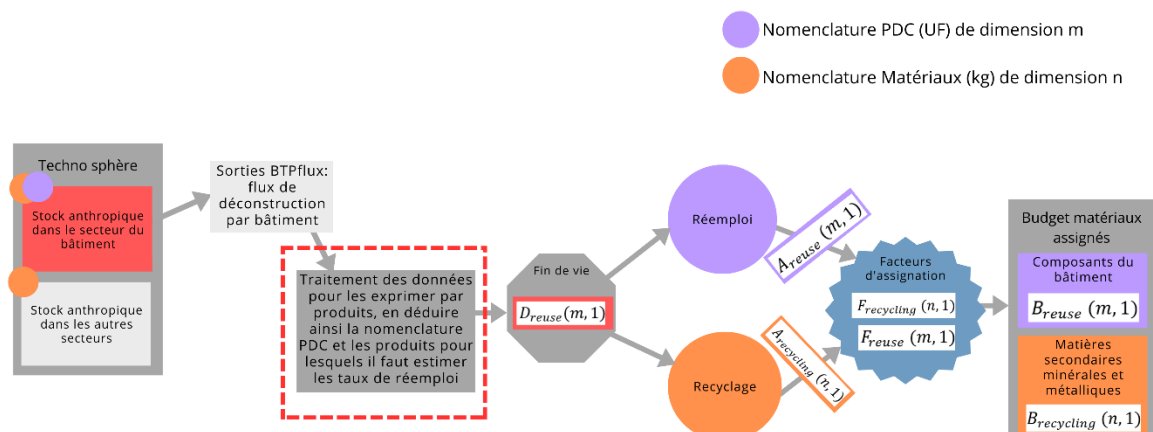 Nomenclature PDC (UF) de dimension m
Nomenclature Matériaux (kg) de dimension n
Techno sphère
Stock anthropique
dans le secteur du
bâtiment
Stock anthropique
dans les autres
secteurs
Sorties BTPflux:
flux de
déconstruction
par bâtiment
Traitement des données
pour les exprimer par
produits, en déduire
ainsi la nomenclature
PDC et les produits pour
lesquels il faut estimer
les taux de réemploi
Fin de vie
D_reuse(m, 1)
Réemploi
A_reuse (m, 1)
Recyclage
A_recycling (n, 1)
Facteurs
d'assignation
F_recycling (n, 1)
F_reuse (m, 1)
Budget matériaux
assignés
Composants du
bâtiment
B_reuse (m, 1)
Matières
secondaires
minérales et
métalliques
B_recycling (n, 1)